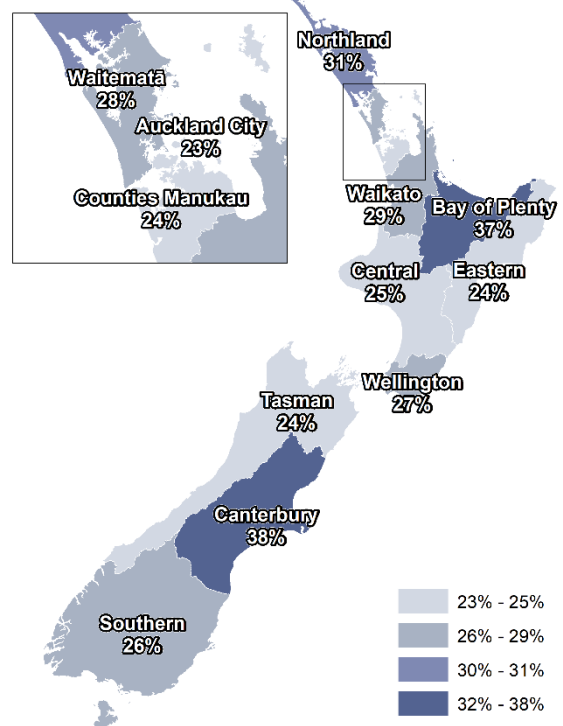 Northland
31%
Waitematā
28%
Auckland City
23%
Counties Manukau
24%
Waikato
29%
Bay of Plenty
37%
Central
25%
Eastern
24%
Wellington
27%
Tasman
24%
Canterbury
38%
Southern
26%
23% - 25%
26% - 29%
30% - 31%
32% - 38%